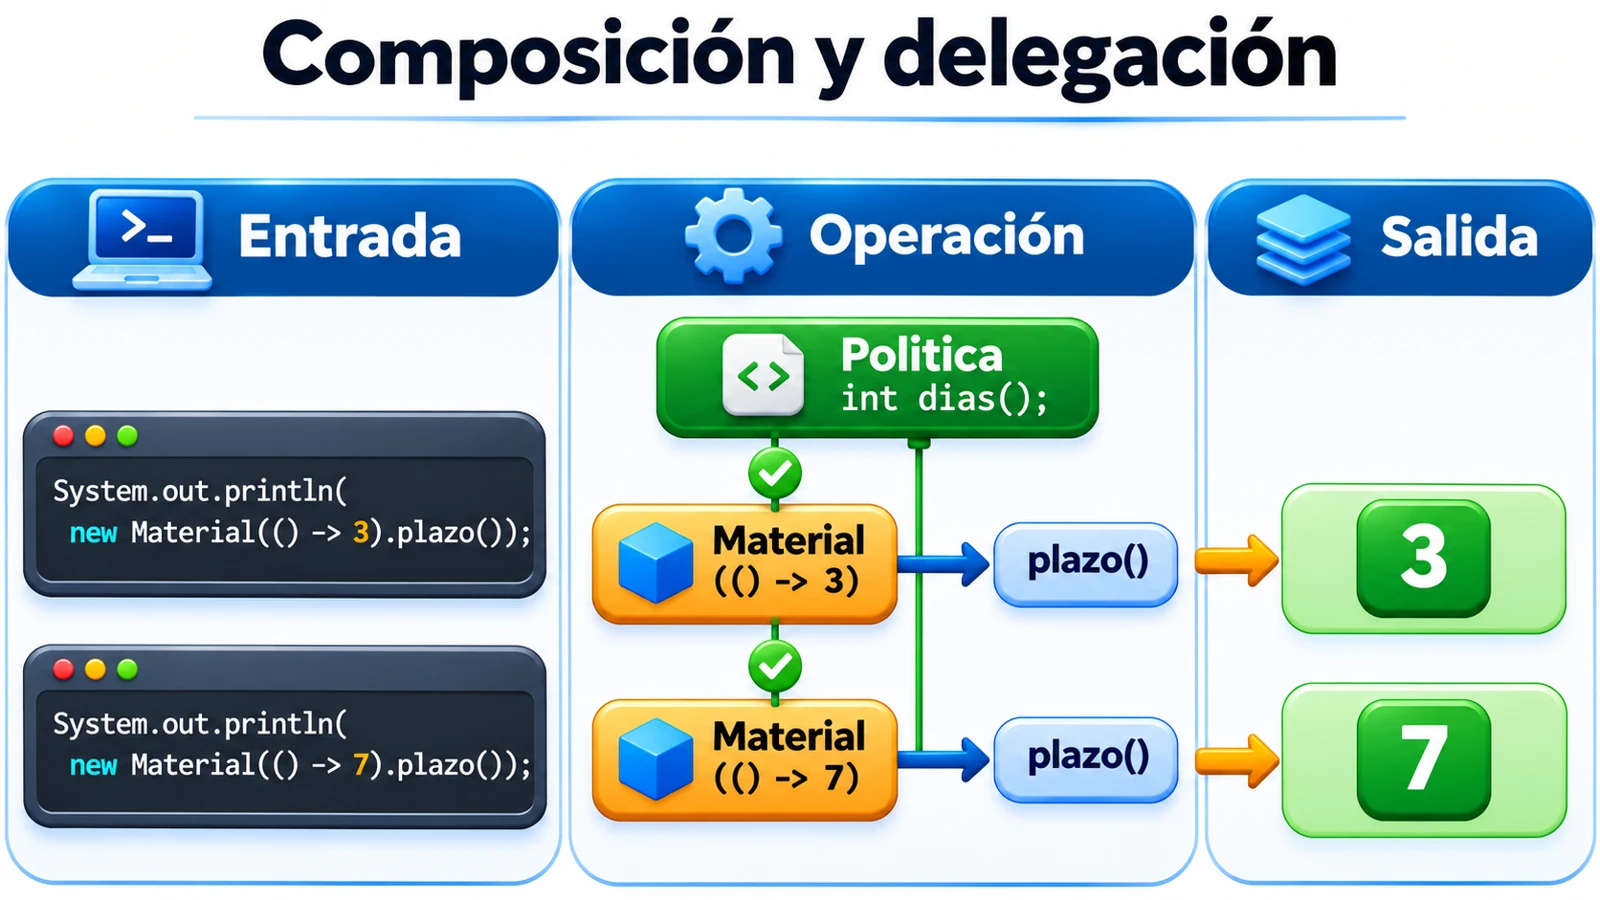 Composición y delegación
Entrada
System.out.println(
new Material(() -> 3).plazo());
System.out.println(
new Material(() -> 7).plazo());
Operación
Politica
int dias();
Material
(() -> 3)
plazo()
Material
(() -> 7)
plazo()
Salida
3
7